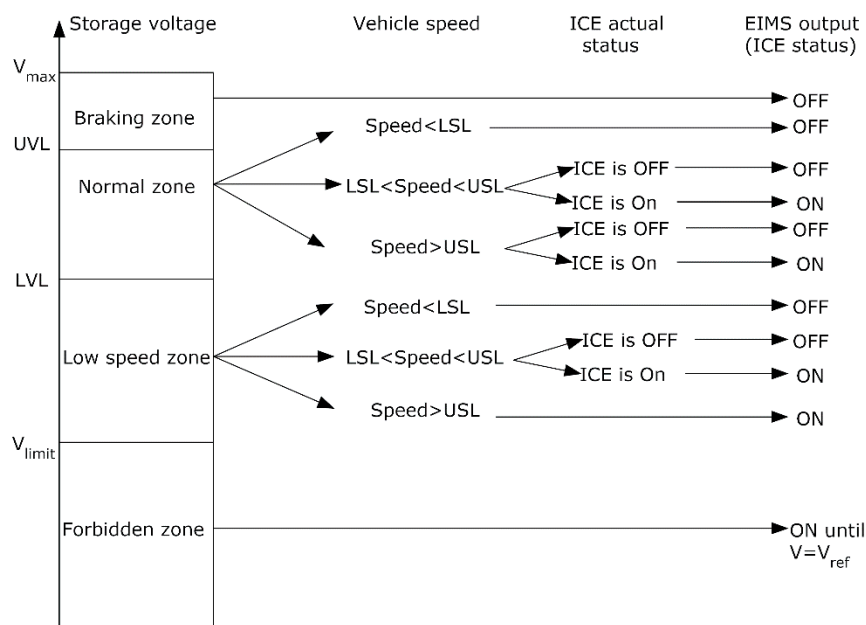 Storage voltage
Vehicle speed
ICE actual
status
EIMS output
(ICE status)
Vmax
OFF
Braking zone
Speed<LSL
OFF
UVL
Normal zone
LSL<Speed<USL
ICE is OFF
OFF
ICE is On
ON
Speed>USL
ICE is OFF
OFF
ICE is On
ON
LVL
Speed<LSL
OFF
Low speed zone
LSL<Speed<USL
ICE is OFF
OFF
ICE is On
ON
Speed>USL
ON
Vlimit
Forbidden zone
ON until
V=Vref